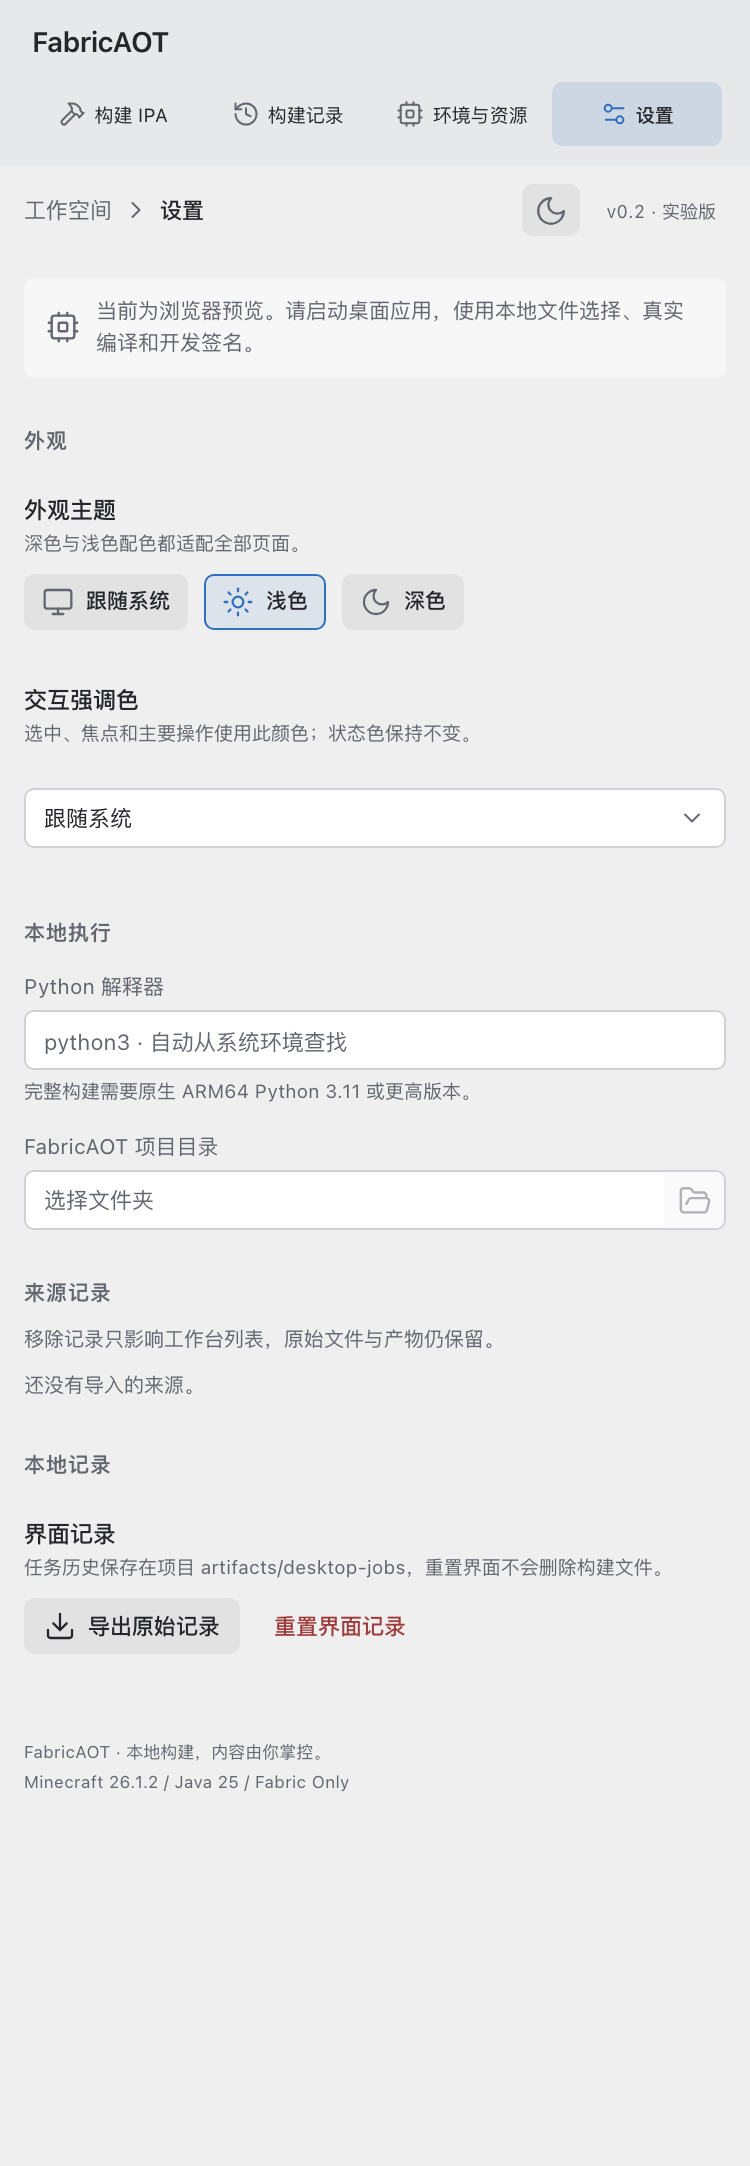 FabricAOT
构建 IPA
构建记录
环境与资源
设置
工作空间
设置
v0.2 · 实验版
当前为浏览器预览。请启动桌面应用，使用本地文件选择、真实
编译和开发签名。
外观
外观主题
深色与浅色配色都适配全部页面。
跟随系统
浅色
深色
交互强调色
选中、焦点和主要操作使用此颜色；状态色保持不变。
跟随系统
本地执行
Python 解释器
python3 · 自动从系统环境查找
完整构建需要原生 ARM64 Python 3.11 或更高版本。
FabricAOT 项目目录
选择文件夹
来源记录
移除记录只影响工作台列表，原始文件与产物仍保留。
还没有导入的来源。
本地记录
界面记录
任务历史保存在项目 artifacts/desktop-jobs，重置界面不会删除构建文件。
导出原始记录
重置界面记录
FabricAOT · 本地构建，内容由你掌控。
Minecraft 26.1.2 / Java 25 / Fabric Only